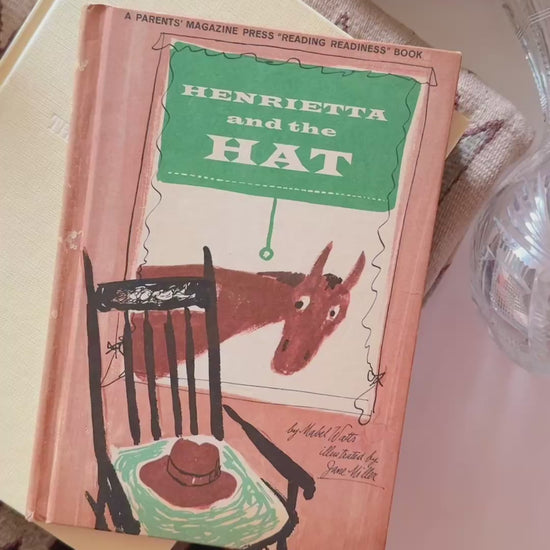 A PARENTS' MAGAZINE PRESS "READING READINESS" BOOK
HENRIETTA
and the
HAT
by Mabel Watts
illustrated by
Jane Miller